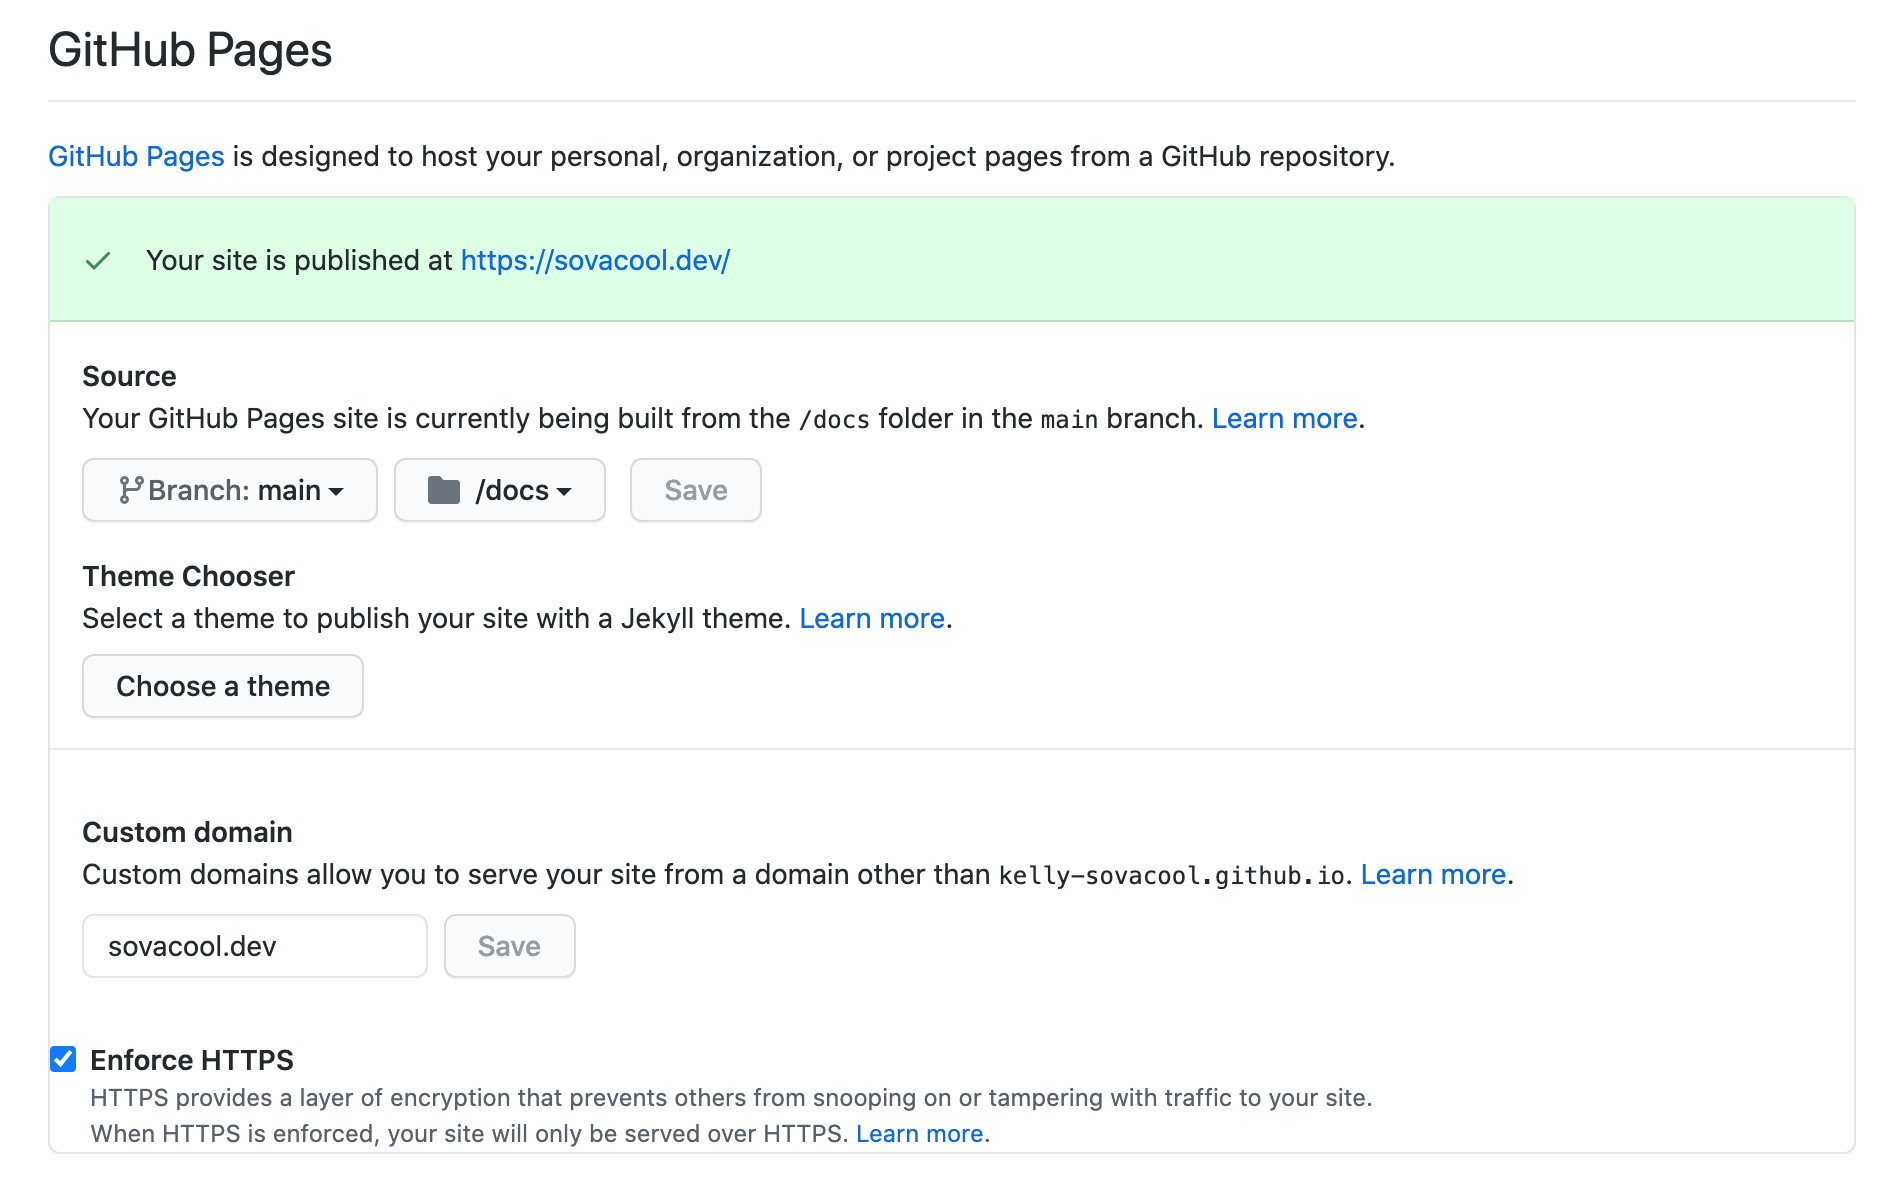 GitHub Pages
GitHub Pages is designed to host your personal, organization, or project pages from a GitHub repository.
Your site is published at https://sovacool.dev/
Source
Your GitHub Pages site is currently being built from the /docs folder in the main branch. Learn more.
Branch: main /docs Save
Theme Chooser
Select a theme to publish your site with a Jekyll theme. Learn more.
Choose a theme
Custom domain
Custom domains allow you to serve your site from a domain other than kelly-sovacool.github.io. Learn more.
sovacool.dev Save
Enforce HTTPS
HTTPS provides a layer of encryption that prevents others from snooping on or tampering with traffic to your site.
When HTTPS is enforced, your site will only be served over HTTPS. Learn more.